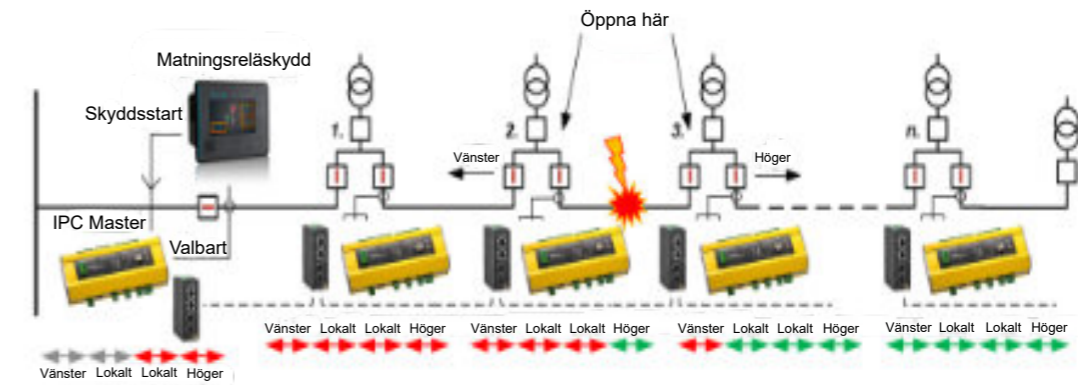 Öppna här
Matningsreläskydd
Skyddsstart
1.
2.
3.
n.
Vänster
Höger
IPC Master
Valbart
Vänster Lokalt Lokalt Höger
Vänster Lokalt Lokalt Höger
Vänster Lokalt Lokalt Höger
Vänster Lokalt Lokalt Höger
Vänster Lokalt Lokalt Höger